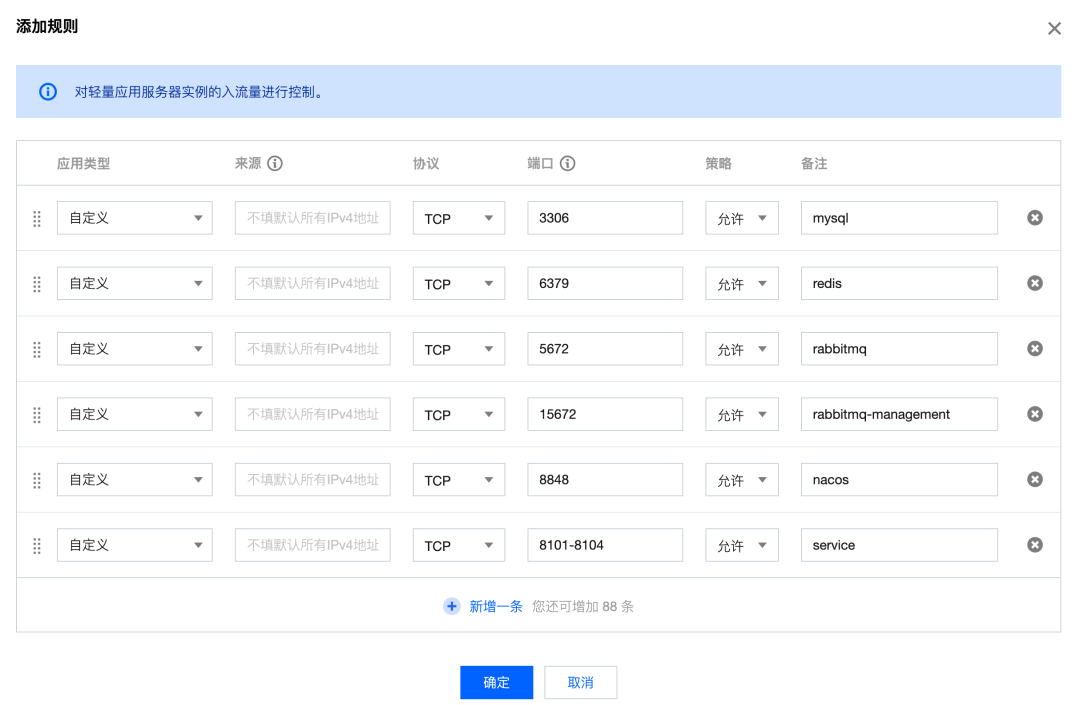 添加规则
对轻量应用服务器实例的入流量进行控制。
应用类型 来源 协议 端口 策略 备注
自定义 不填默认所有IPv4地址 TCP 3306 允许 mysql
自定义 不填默认所有IPv4地址 TCP 6379 允许 redis
自定义 不填默认所有IPv4地址 TCP 5672 允许 rabbitmq
自定义 不填默认所有IPv4地址 TCP 15672 允许 rabbitmq-management
自定义 不填默认所有IPv4地址 TCP 8848 允许 nacos
自定义 不填默认所有IPv4地址 TCP 8101-8104 允许 service
新增一条 您还可增加 88 条
确定 取消